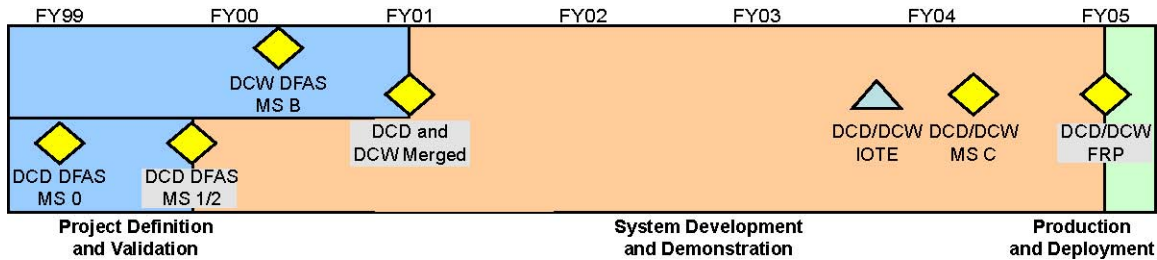 FY99 FY00 FY01 FY02 FY03 FY04 FY05
DCW DFAS
MS B
DCD and
DCW Merged
DCD/DCW
IOTE
DCD/DCW
MS C
DCD/DCW
FRP
DCD DFAS
MS 0
DCD DFAS
MS 1/2
Project Definition
and Validation
System Development
and Demonstration
Production
and Deployment